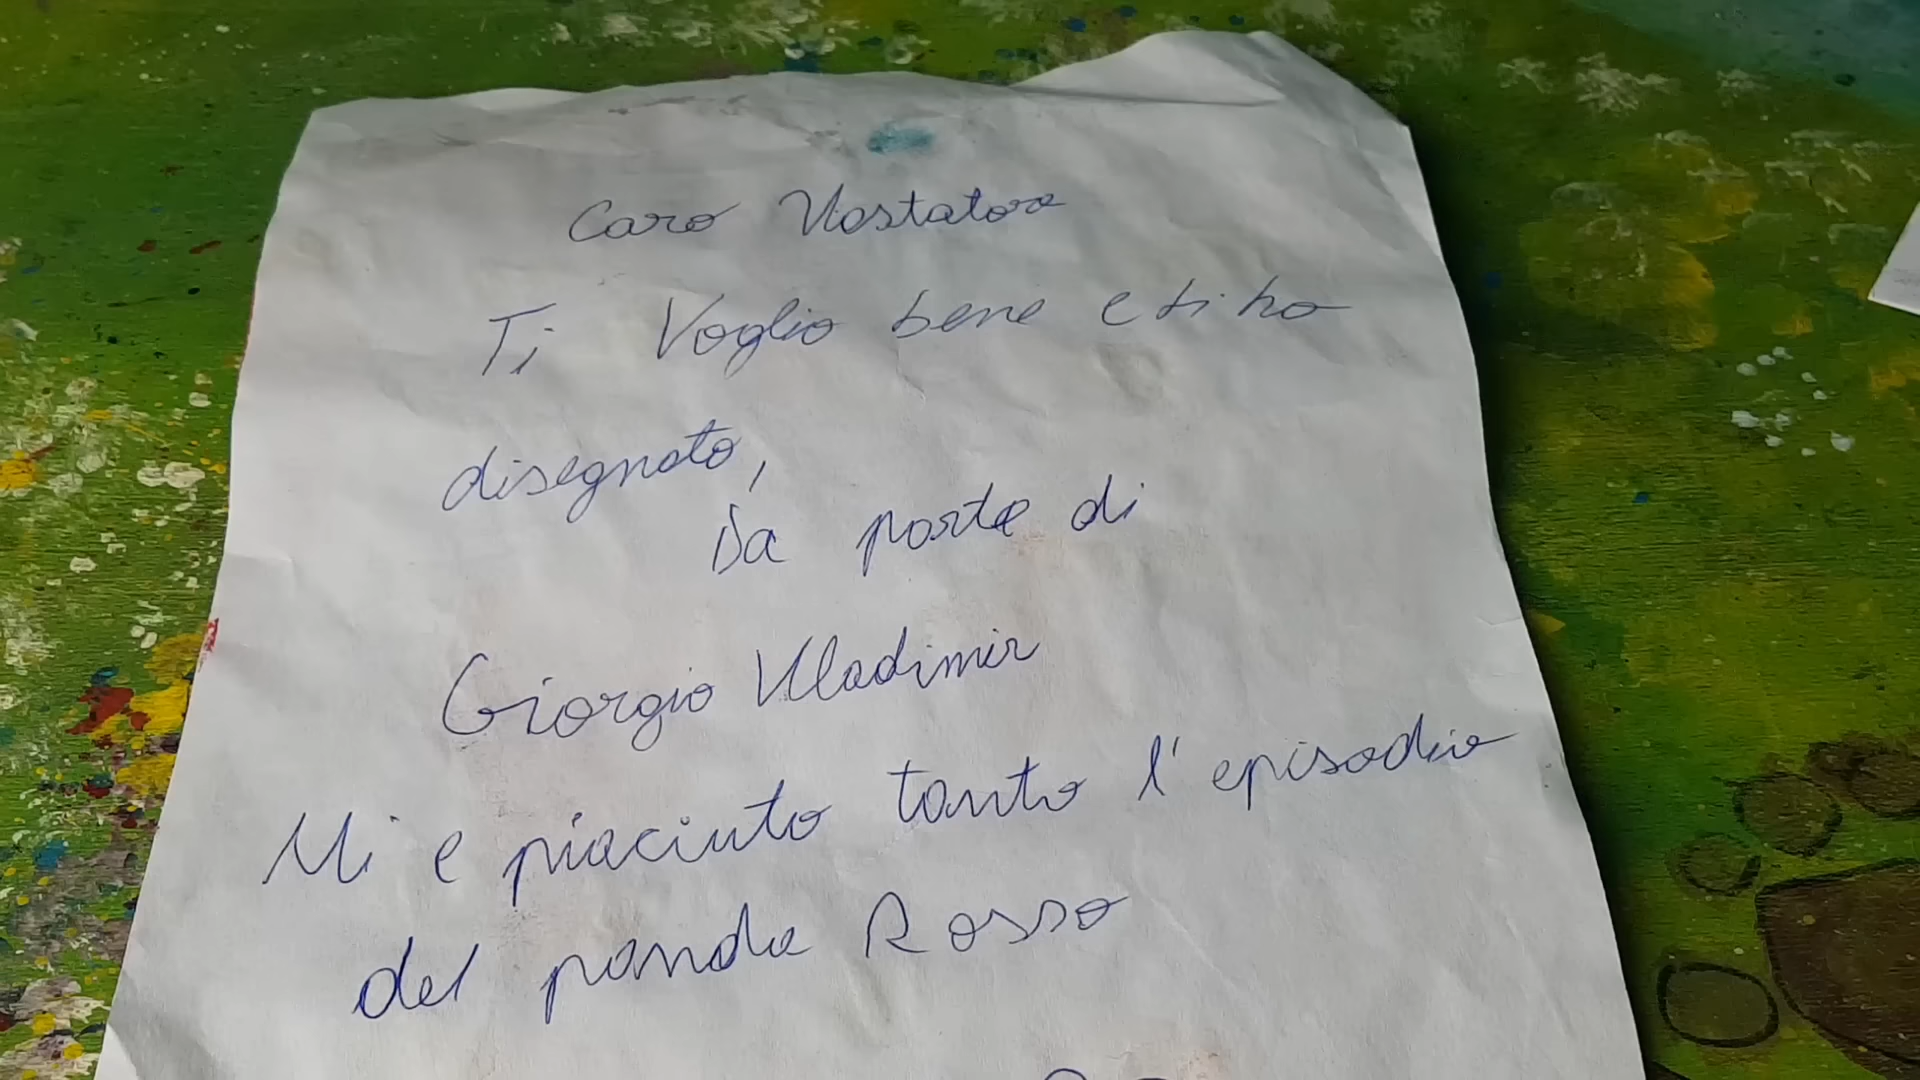 Caro Nostatore
Ti Voglio bene e ti ho
disegnato,
Da parte di
Giorgio Vladimir
Mi e piaciuto tanto l'episodio
del panda Rosso